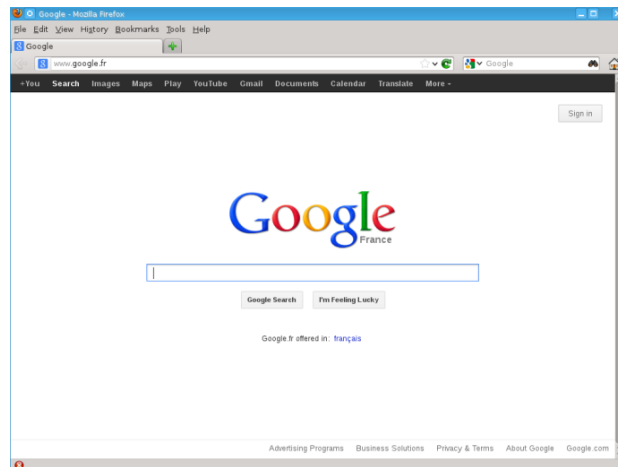 Google - Mozilla Firefox
File Edit View History Bookmarks Tools Help
Google
www.google.fr Google
+You Search Images Maps Play YouTube Gmail Documents Calendar Translate More
Sign in
Google
France
Google Search I'm Feeling Lucky
Google.fr offered in: français
Advertising Programs Business Solutions Privacy & Terms About Google Google.com